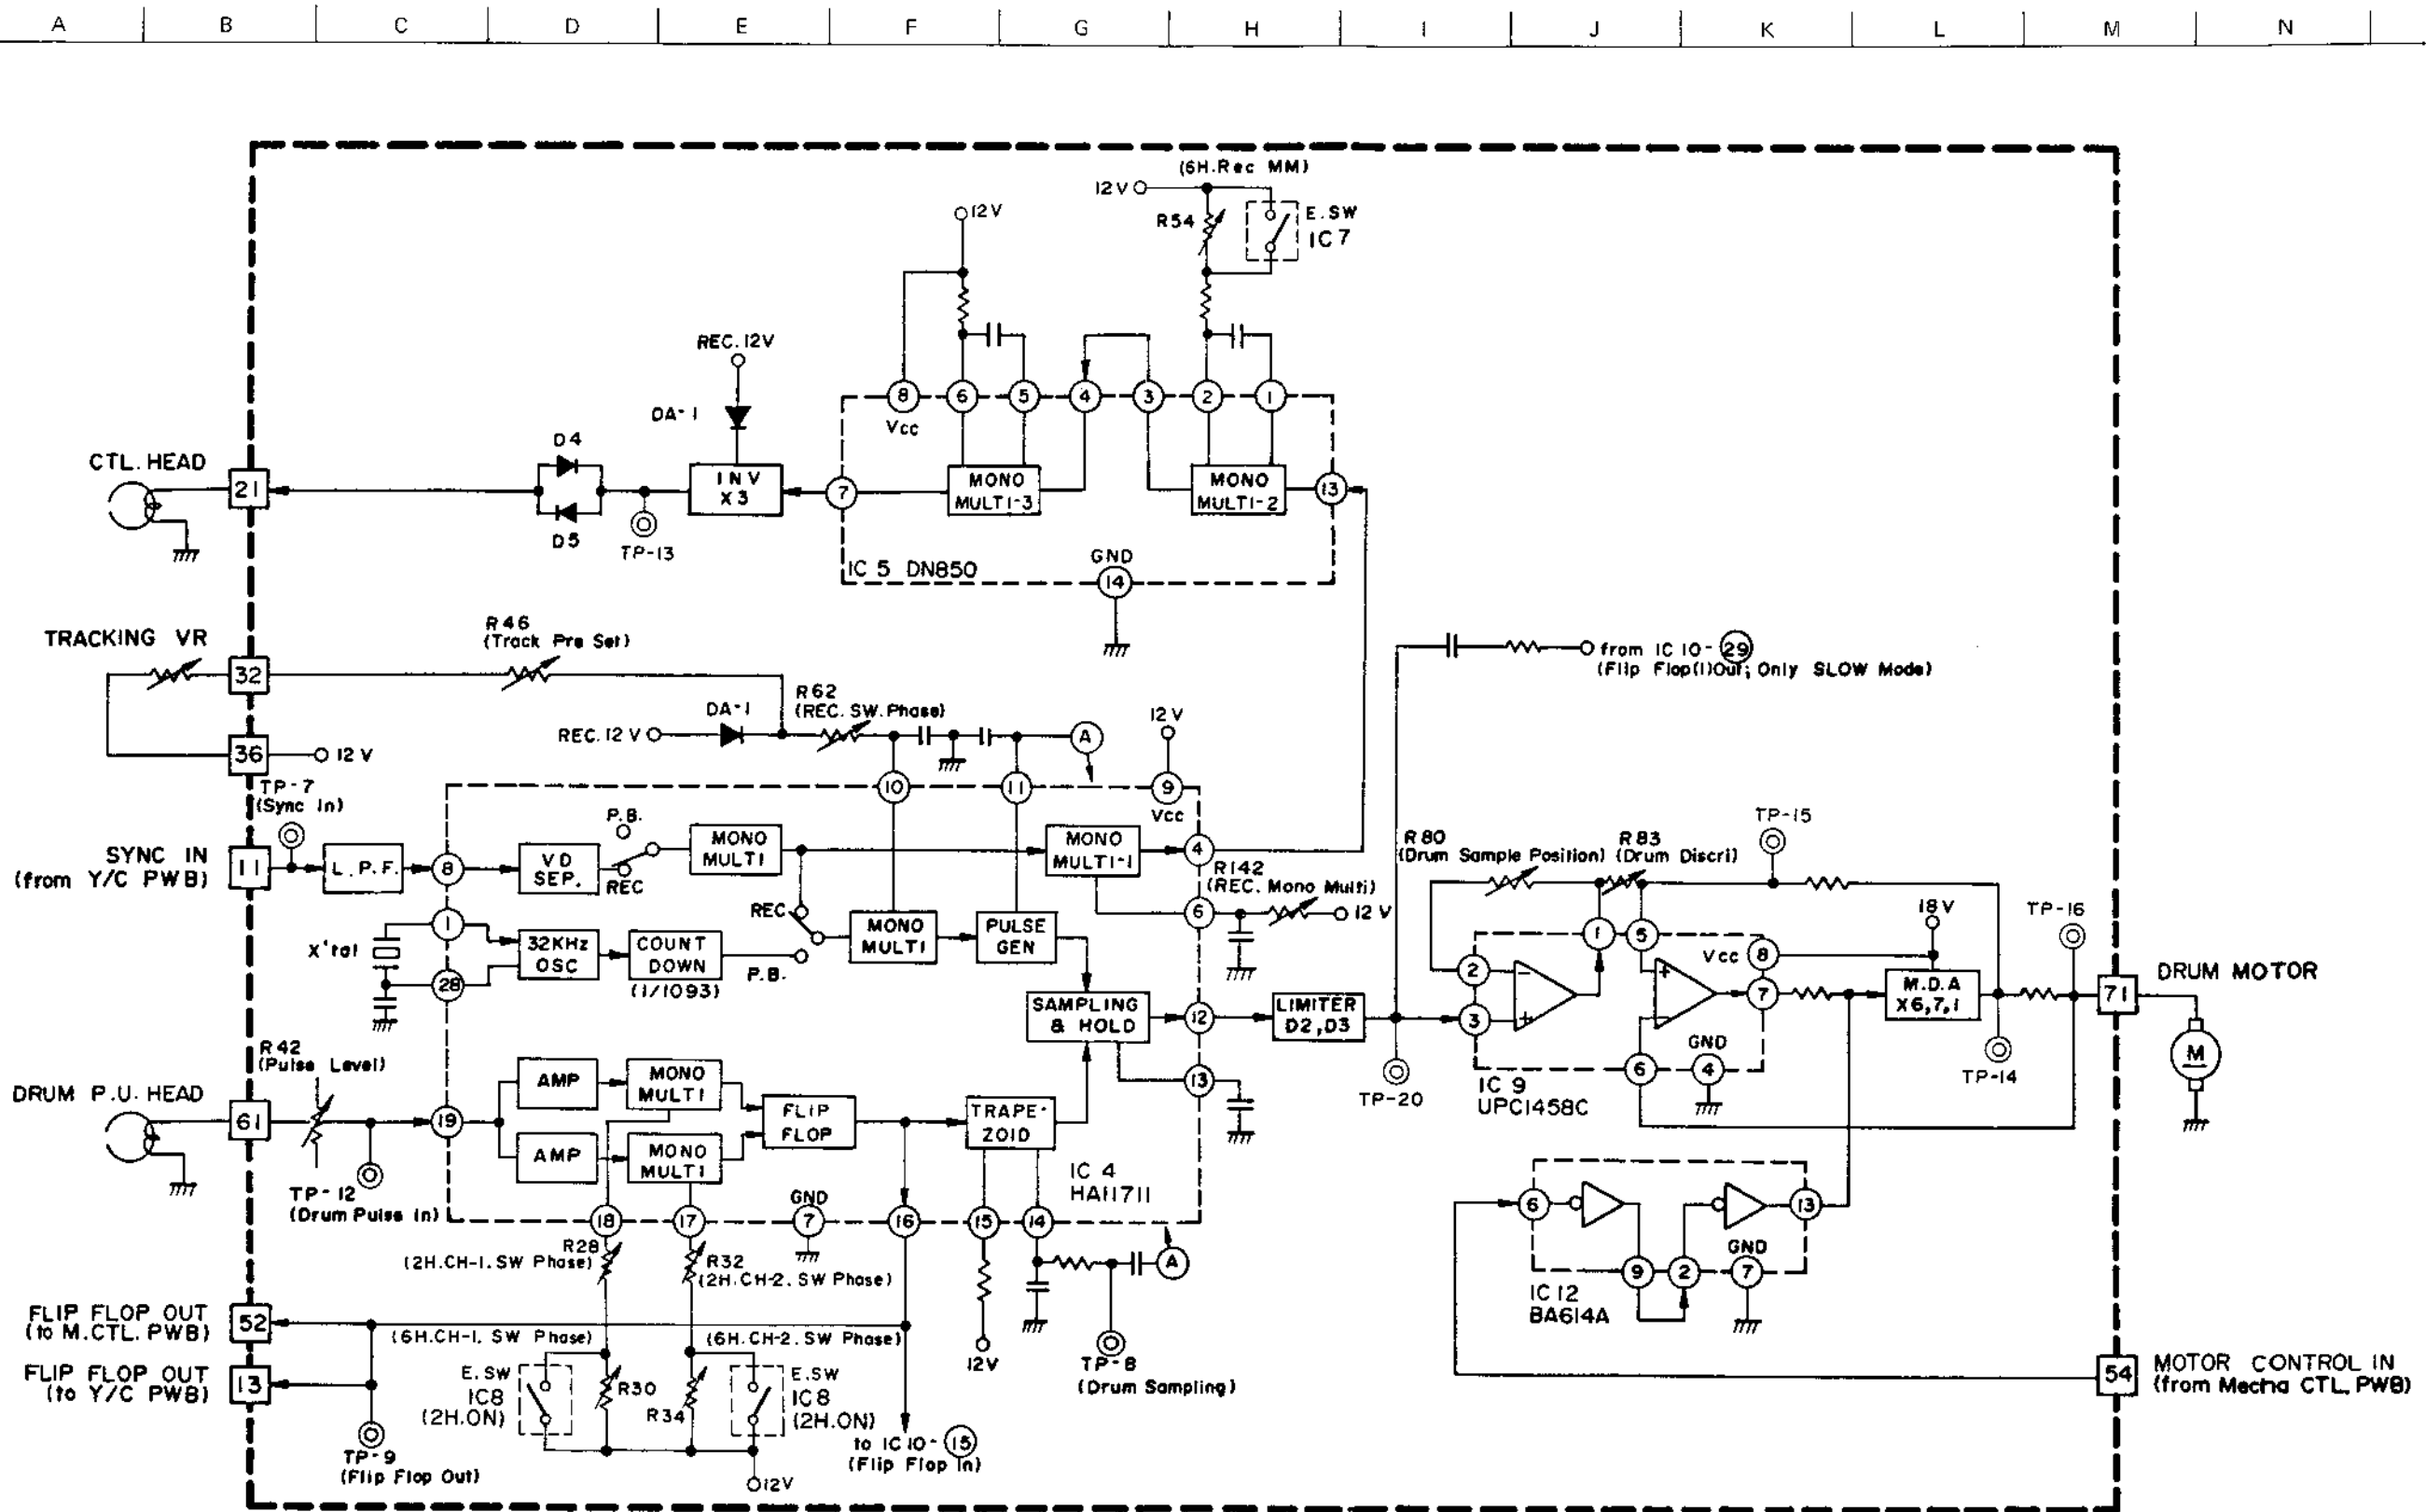 A B C D E F G H I J K L M N
(6H.Rec MM)
12V
12V
R54
E.SW
IC7
REC.12V
DA-1
8 6 5 4 3 2 1
Vcc
D4
CTL.HEAD
21
INV
X3
7
MONO
MULTI-3
MONO
MULTI-2
13
D5
TP-13
GND
IC 5 DN850
14
R46
(Track Pre Set)
TRACKING VR
32
from IC 10-29
(Flip Flop(1)Out; Only SLOW Mode)
R62
(REC.SW.Phase)
DA-1
REC.12V
A
12V
36
12V
TP-7
(Sync In)
10
11
9
Vcc
P.B.
TP-15
SYNC IN
(from Y/C PWB)
11
L.P.F.
8
VD
SEP.
REC
MONO
MULTI
MONO
MULTI-1
4
R80
(Drum Sample Position)
R83
(Drum Discri)
R142
(REC. Mono Multi)
12V
18V
TP-16
1
REC
6
X'tal
32KHz
OSC
COUNT
DOWN
(1/1093)
P.B.
MONO
MULTI
PULSE
GEN
1 5
Vcc 8
2
DRUM MOTOR
28
SAMPLING
& HOLD
12
LIMITER
D2,D3
3
- +
+ -
7
M.D.A
X6,7,1
71
R42
(Pulse Level)
GND
6 4
M
TP-14
DRUM P.U. HEAD
61
19
AMP
MONO
MULTI
13
TP-20
IC 9
UPC1458C
FLIP
FLOP
TRAPE-
ZOID
AMP
MONO
MULTI
IC 4
HA11711
TP-12
(Drum Pulse In)
GND
18 17 7 16 15 14
6
13
R28
(2H.CH-1.SW Phase)
R32
(2H.CH-2.SW Phase)
A
GND
9 2 7
IC 12
BA614A
FLIP FLOP OUT
(to M.CTL.PWB)
52
(6H.CH-1.SW Phase)
(6H.CH-2.SW Phase)
12V
TP-8
(Drum Sampling)
FLIP FLOP OUT
(to Y/C PWB)
13
E.SW
IC8
(2H.ON)
R30
R34
E.SW
IC8
(2H.ON)
54
MOTOR CONTROL IN
(from Mecha CTL.PWB)
TP-9
(Flip Flop Out)
to IC 10-15
(Flip Flop In)
12V